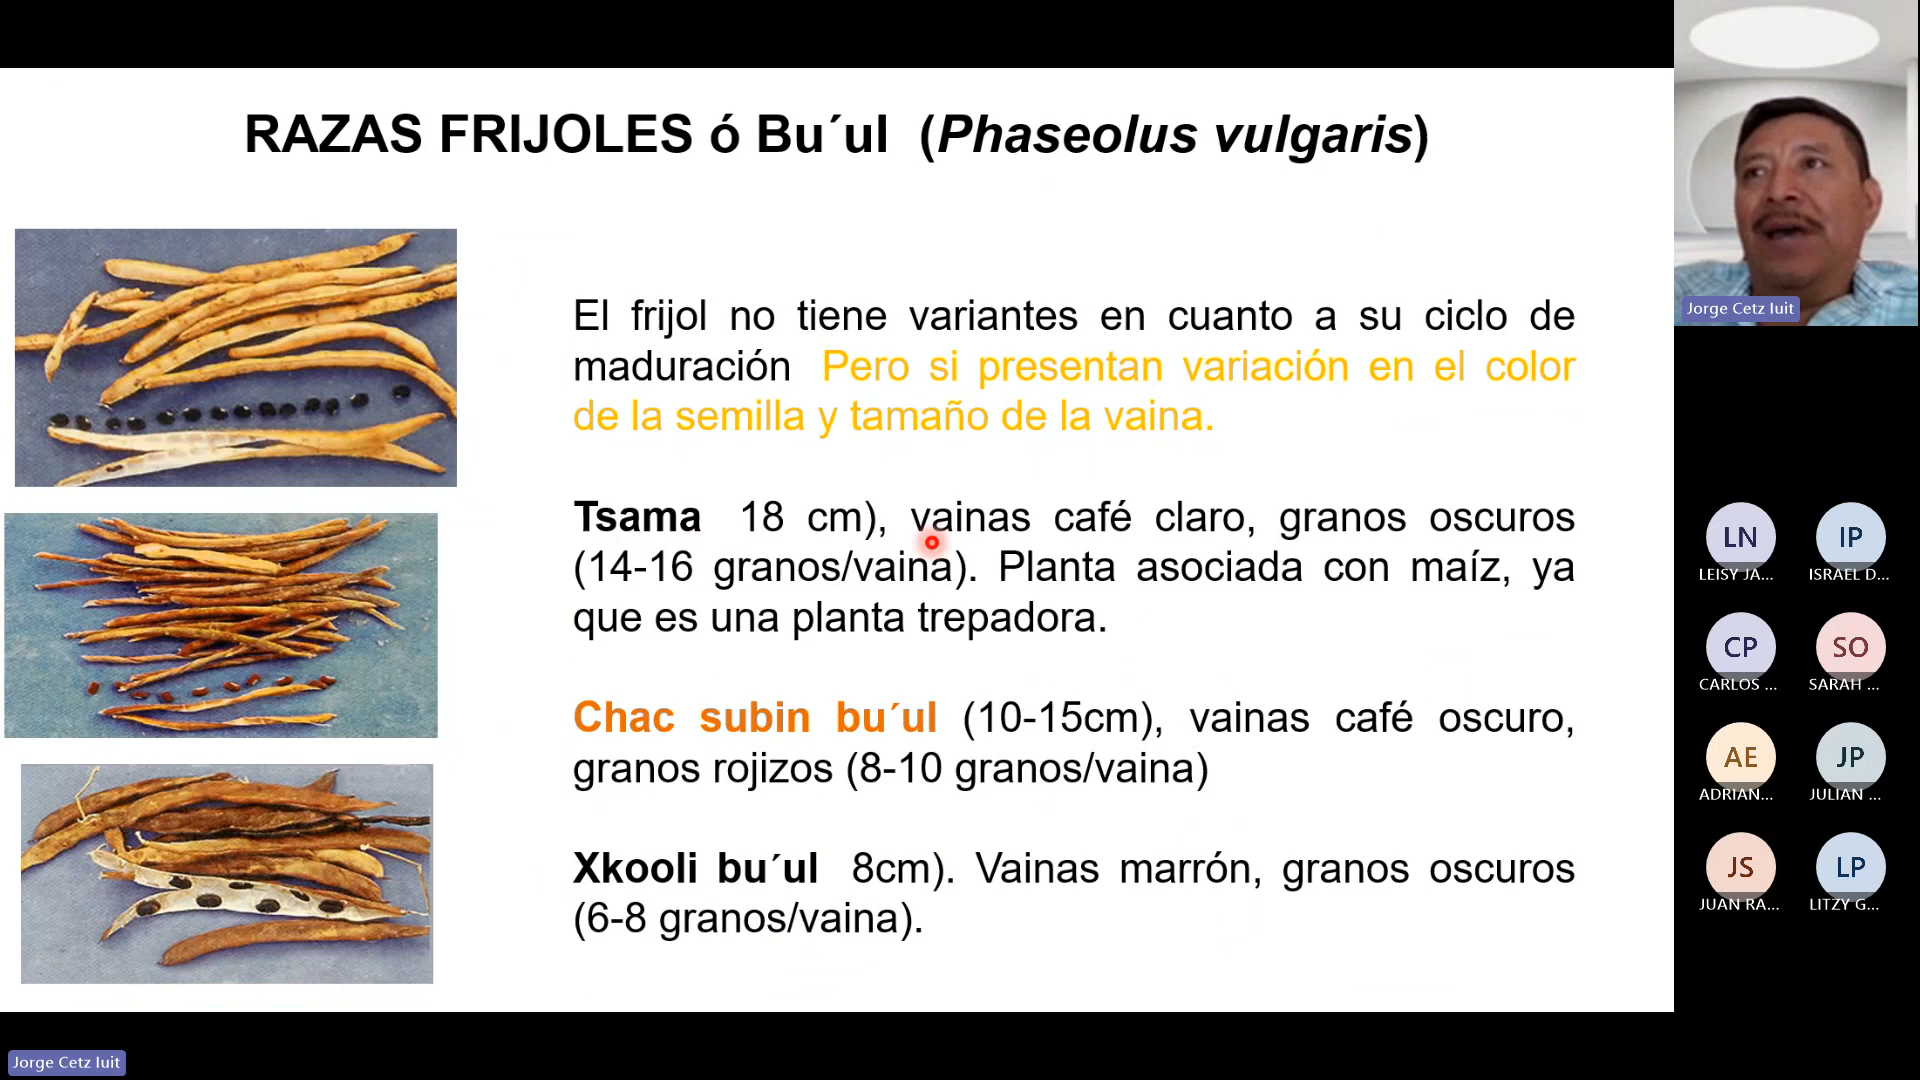 RAZAS FRIJOLES ó Bu´ul (Phaseolus vulgaris)
El frijol no tiene variantes en cuanto a su ciclo de
maduración Pero si presentan variación en el color
de la semilla y tamaño de la vaina.
Tsama 18 cm), vainas café claro, granos oscuros
(14-16 granos/vaina). Planta asociada con maíz, ya
que es una planta trepadora.
Chac subin bu´ul (10-15cm), vainas café oscuro,
granos rojizos (8-10 granos/vaina)
Xkooli bu´ul 8cm). Vainas marrón, granos oscuros
(6-8 granos/vaina).
Jorge Cetz Iuit
LN
IP
LEISY JA...
ISRAEL D...
CP
SO
CARLOS ...
SARAH ...
AE
JP
ADRIAN...
JULIAN ...
JS
LP
JUAN RA...
LITZY G...
Jorge Cetz Iuit